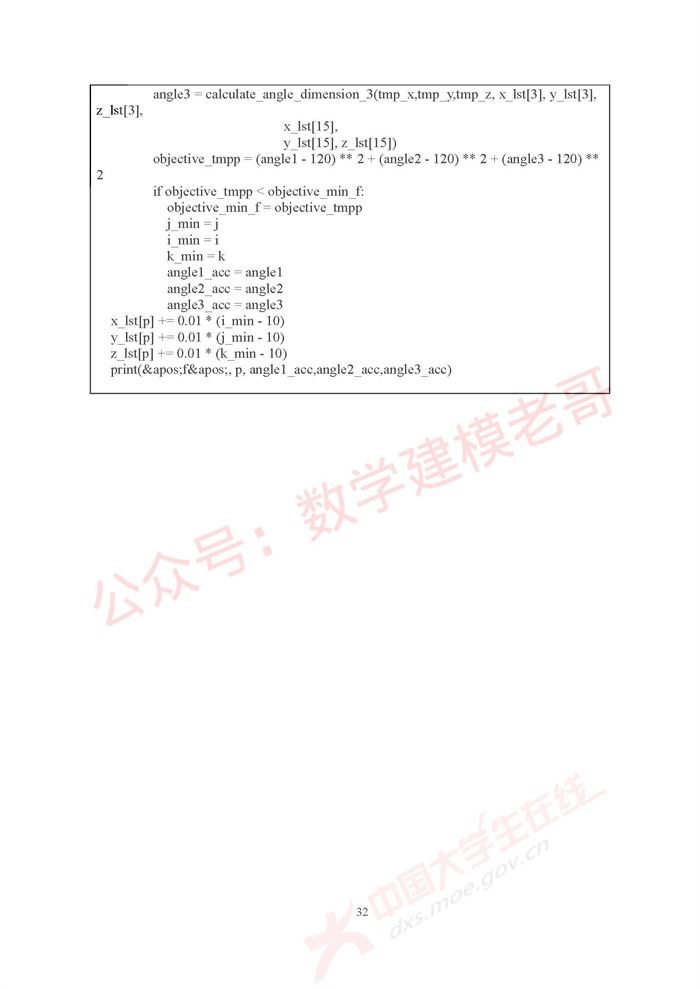 angle3 = calculate_angle_dimension_3(tmp_x,tmp_y,tmp_z, x_lst[3], y_lst[3],
z_lst[3],
x_lst[15],
y_lst[15], z_lst[15])
objective_tmpp = (angle1 - 120) ** 2 + (angle2 - 120) ** 2 + (angle3 - 120) **
2
if objective_tmpp < objective_min_f:
objective_min_f = objective_tmpp
j_min = j
i_min = i
k_min = k
angle1_acc = angle1
angle2_acc = angle2
angle3_acc = angle3
x_lst[p] += 0.01 * (i_min - 10)
y_lst[p] += 0.01 * (j_min - 10)
z_lst[p] += 0.01 * (k_min - 10)
print(&apos;f&apos;, p, angle1_acc,angle2_acc,angle3_acc)
公众号：数学建模老哥
中国大学生在线
dxs.moe.gov.cn
32